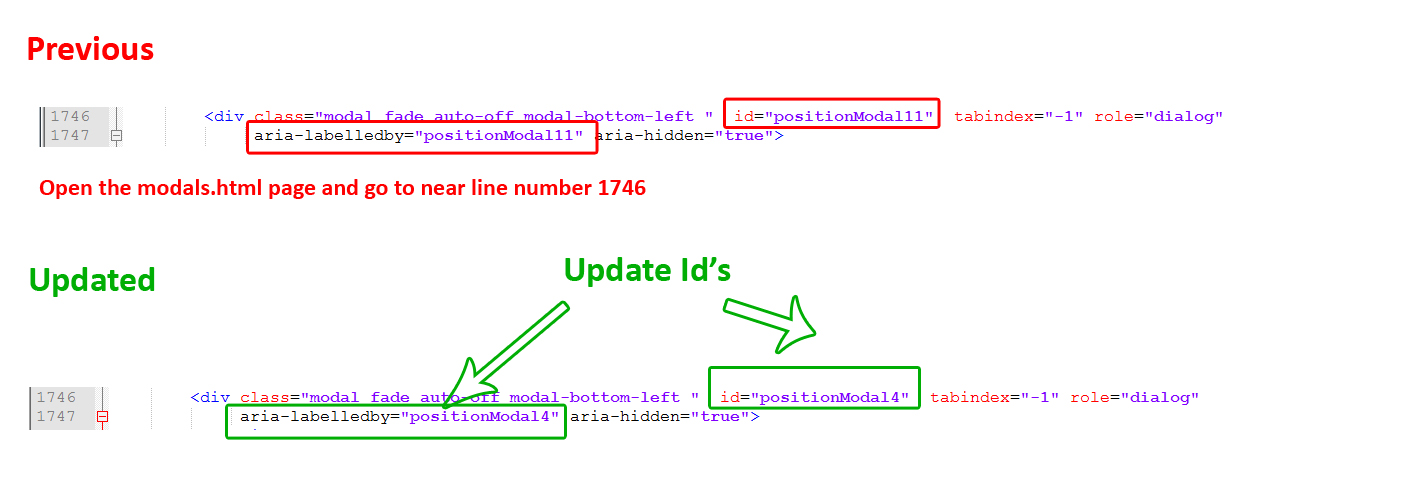 Previous
1746 <div class="modal fade auto-off modal-bottom-left " id="positionModal11" tabindex="-1" role="dialog"
1747 aria-labelledby="positionModal11" aria-hidden="true">
Open the modals.html page and go to near line number 1746
Update Id’s
Updated
1746 <div class="modal fade auto-off modal-bottom-left " id="positionModal4" tabindex="-1" role="dialog"
1747 aria-labelledby="positionModal4" aria-hidden="true">